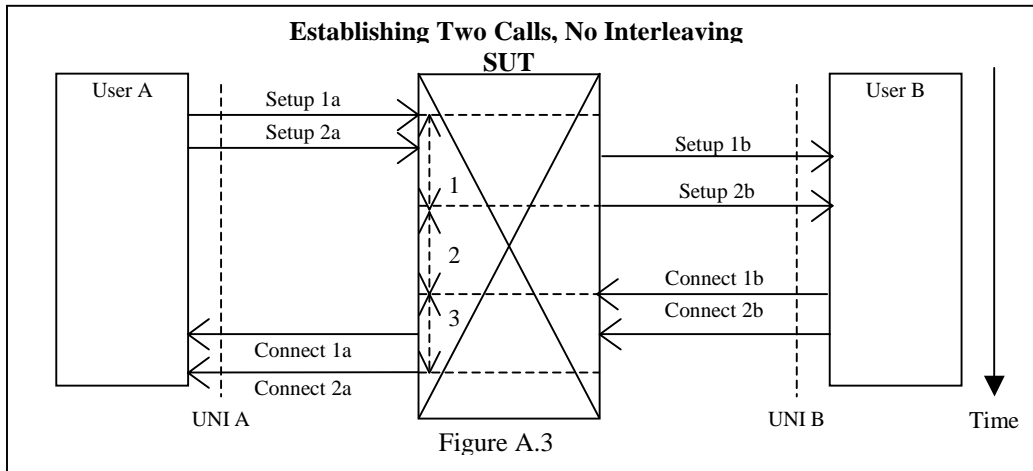 Establishing Two Calls, No Interleaving
SUT
User A
User B
Setup 1a
Setup 2a
Setup 1b
1
Setup 2b
2
Connect 1b
3
Connect 2b
Connect 1a
Connect 2a
UNI A
UNI B
Time
Figure A.3